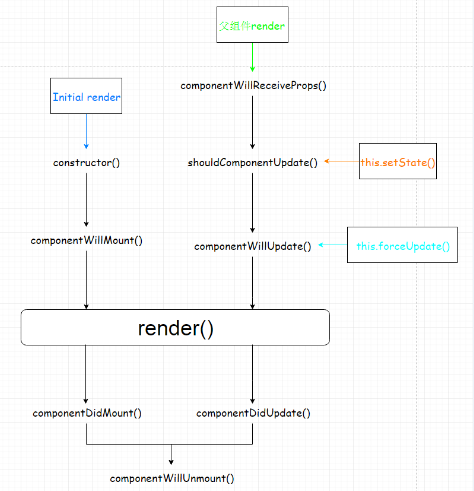 父组件render
componentWillReceiveProps()
Initial render
constructor()
shouldComponentUpdate()
this.setState()
componentWillMount()
componentWillUpdate()
this.forceUpdate()
render()
componentDidMount()
componentDidUpdate()
componentWillUnmount()